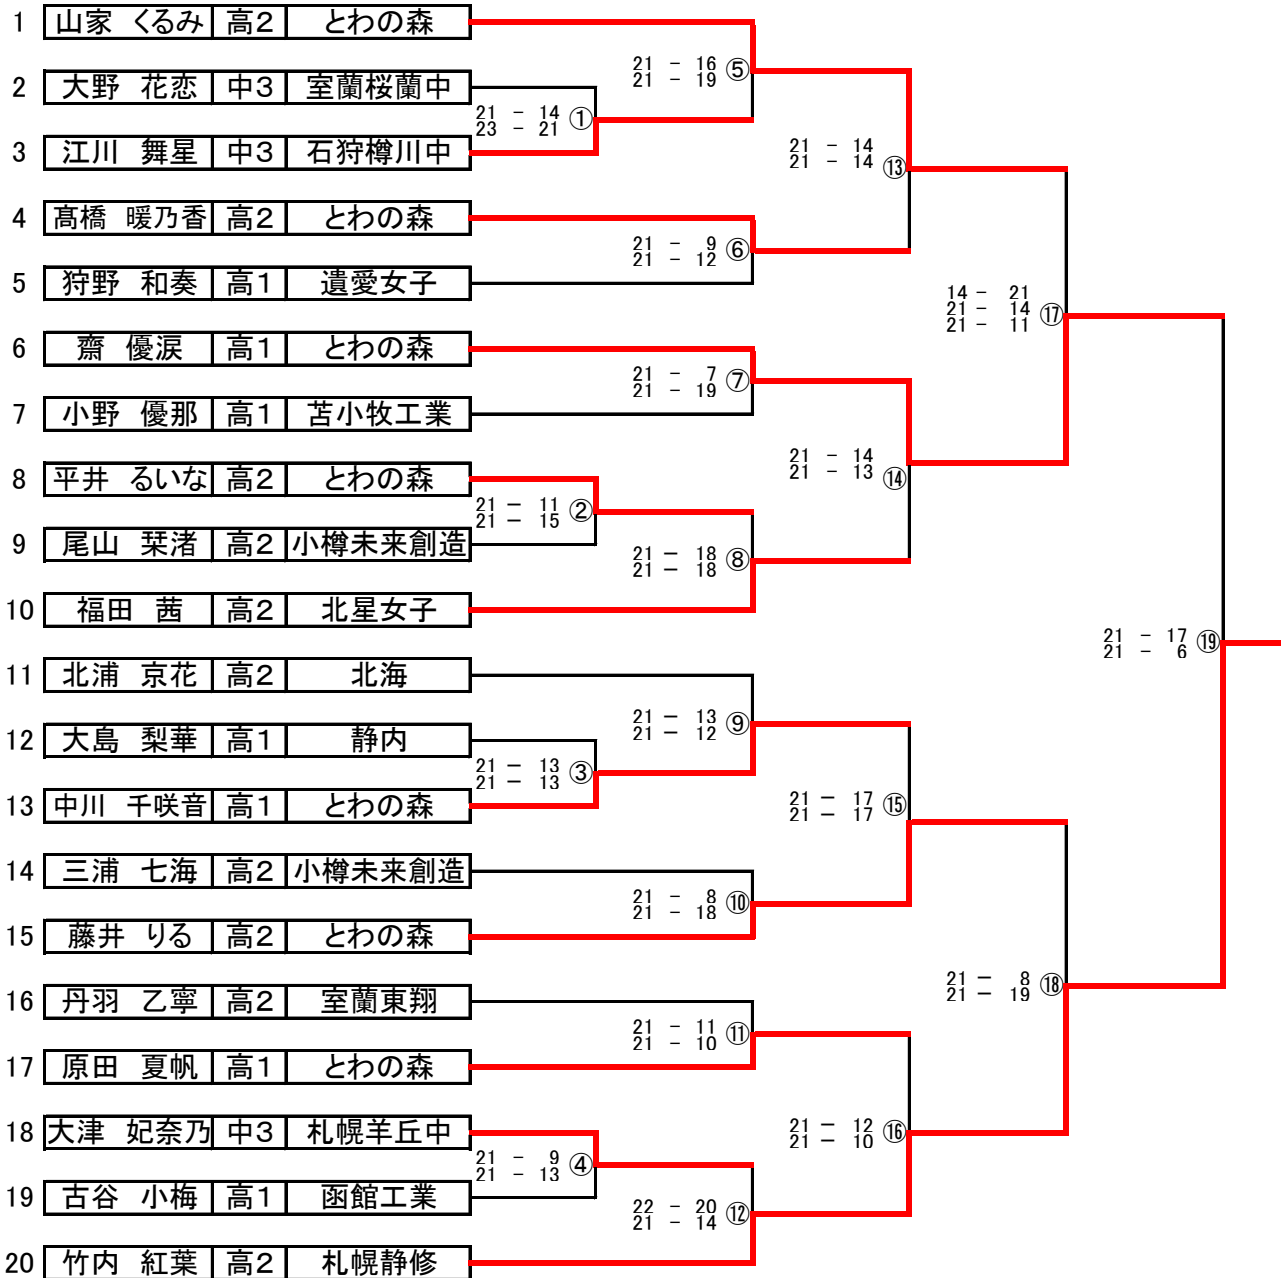 1 山家 くるみ 高2 とわの森
21 - 16
21 - 19 ⑤
2 大野 花恋 中3 室蘭桜蘭中
21 - 14
23 - 21 ①
3 江川 舞星 中3 石狩樽川中
21 - 14
21 - 14 ⑬
4 髙橋 暖乃香 高2 とわの森
21 - 9
21 - 12 ⑥
5 狩野 和奏 高1 遺愛女子
14 - 21
21 - 14
21 - 11 ⑰
6 齋 優涙 高1 とわの森
21 - 7
21 - 19 ⑦
7 小野 優那 高1 苫小牧工業
21 - 14
21 - 13 ⑭
8 平井 るいな 高2 とわの森
21 - 11
21 - 15 ②
9 尾山 栞渚 高2 小樽未来創造
21 - 18
21 - 18 ⑧
10 福田 茜 高2 北星女子
21 - 17
21 - 6 ⑲
11 北浦 京花 高2 北海
21 - 13
21 - 12 ⑨
12 大島 梨華 高1 静内
21 - 13
21 - 13 ③
13 中川 千咲音 高1 とわの森
21 - 17
21 - 17 ⑮
14 三浦 七海 高2 小樽未来創造
21 - 8
21 - 18 ⑩
15 藤井 りる 高2 とわの森
21 - 8
21 - 19 ⑱
16 丹羽 乙寧 高2 室蘭東翔
21 - 11
21 - 10 ⑪
17 原田 夏帆 高1 とわの森
21 - 12
21 - 10 ⑯
18 大津 妃奈乃 中3 札幌羊丘中
21 - 9
21 - 13 ④
19 古谷 小梅 高1 函館工業
22 - 20
21 - 14 ⑫
20 竹内 紅葉 高2 札幌静修